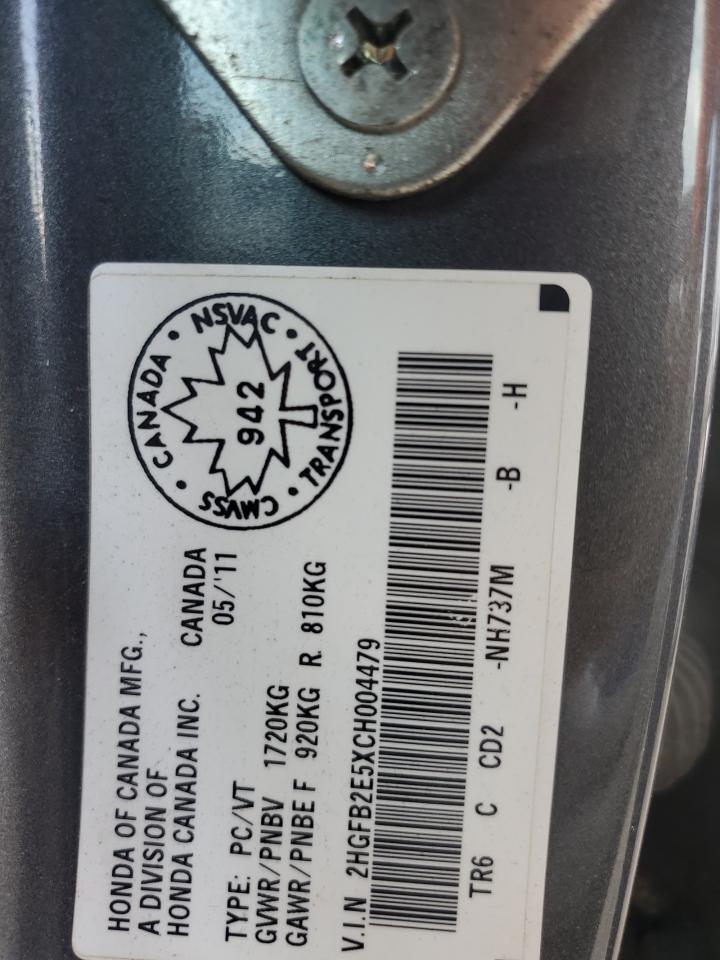 HONDA OF CANADA MFG.,
A DIVISION OF
HONDA CANADA INC.
CANADA
05/'11
TYPE: PC/VT
GVWR/PNBV 1720KG
GAWR/PNBE F 920KG R 810KG
V.I.N 2HGFB2E5XCH004479
TR6 C CD2 -NH737M -B -H
CANADA • NSVAC • TRANSPORT • CMVSS •
942